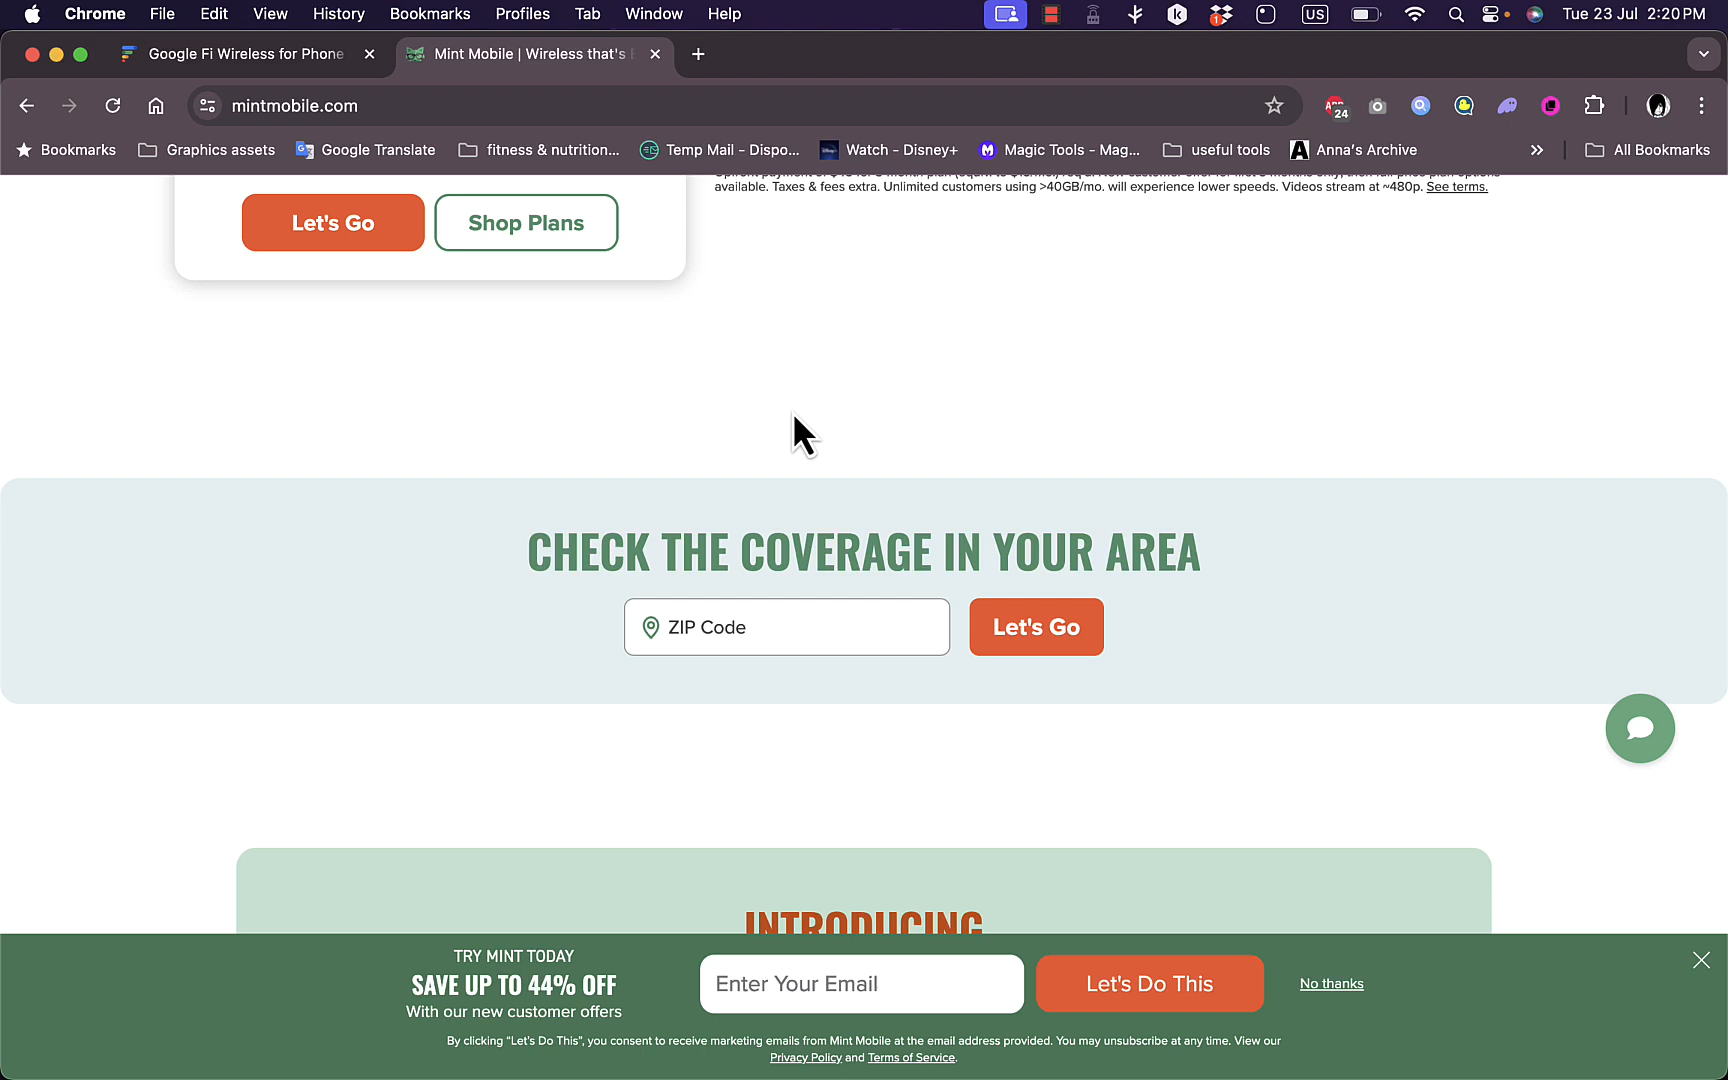 Chrome File Edit View History Bookmarks Profiles Tab Window Help 1 US Tue 23 Jul 2:20 PM
Google Fi Wireless for Phone Mint Mobile | Wireless that's
mintmobile.com ABP 24
Bookmarks Graphics assets Google Translate fitness & nutrition... Temp Mail - Dispo... Watch - Disney+ Magic Tools - Mag... useful tools Anna's Archive All Bookmarks
available. Taxes & fees extra. Unlimited customers using >40GB/mo. will experience lower speeds. Videos stream at ~480p. See terms.
Let's Go Shop Plans
CHECK THE COVERAGE IN YOUR AREA
ZIP Code Let's Go
INTRODUCING
TRY MINT TODAY
SAVE UP TO 44% OFF
With our new customer offers
Enter Your Email Let's Do This No thanks
By clicking “Let's Do This”, you consent to receive marketing emails from Mint Mobile at the email address provided. You may unsubscribe at any time. View our
Privacy Policy and Terms of Service.